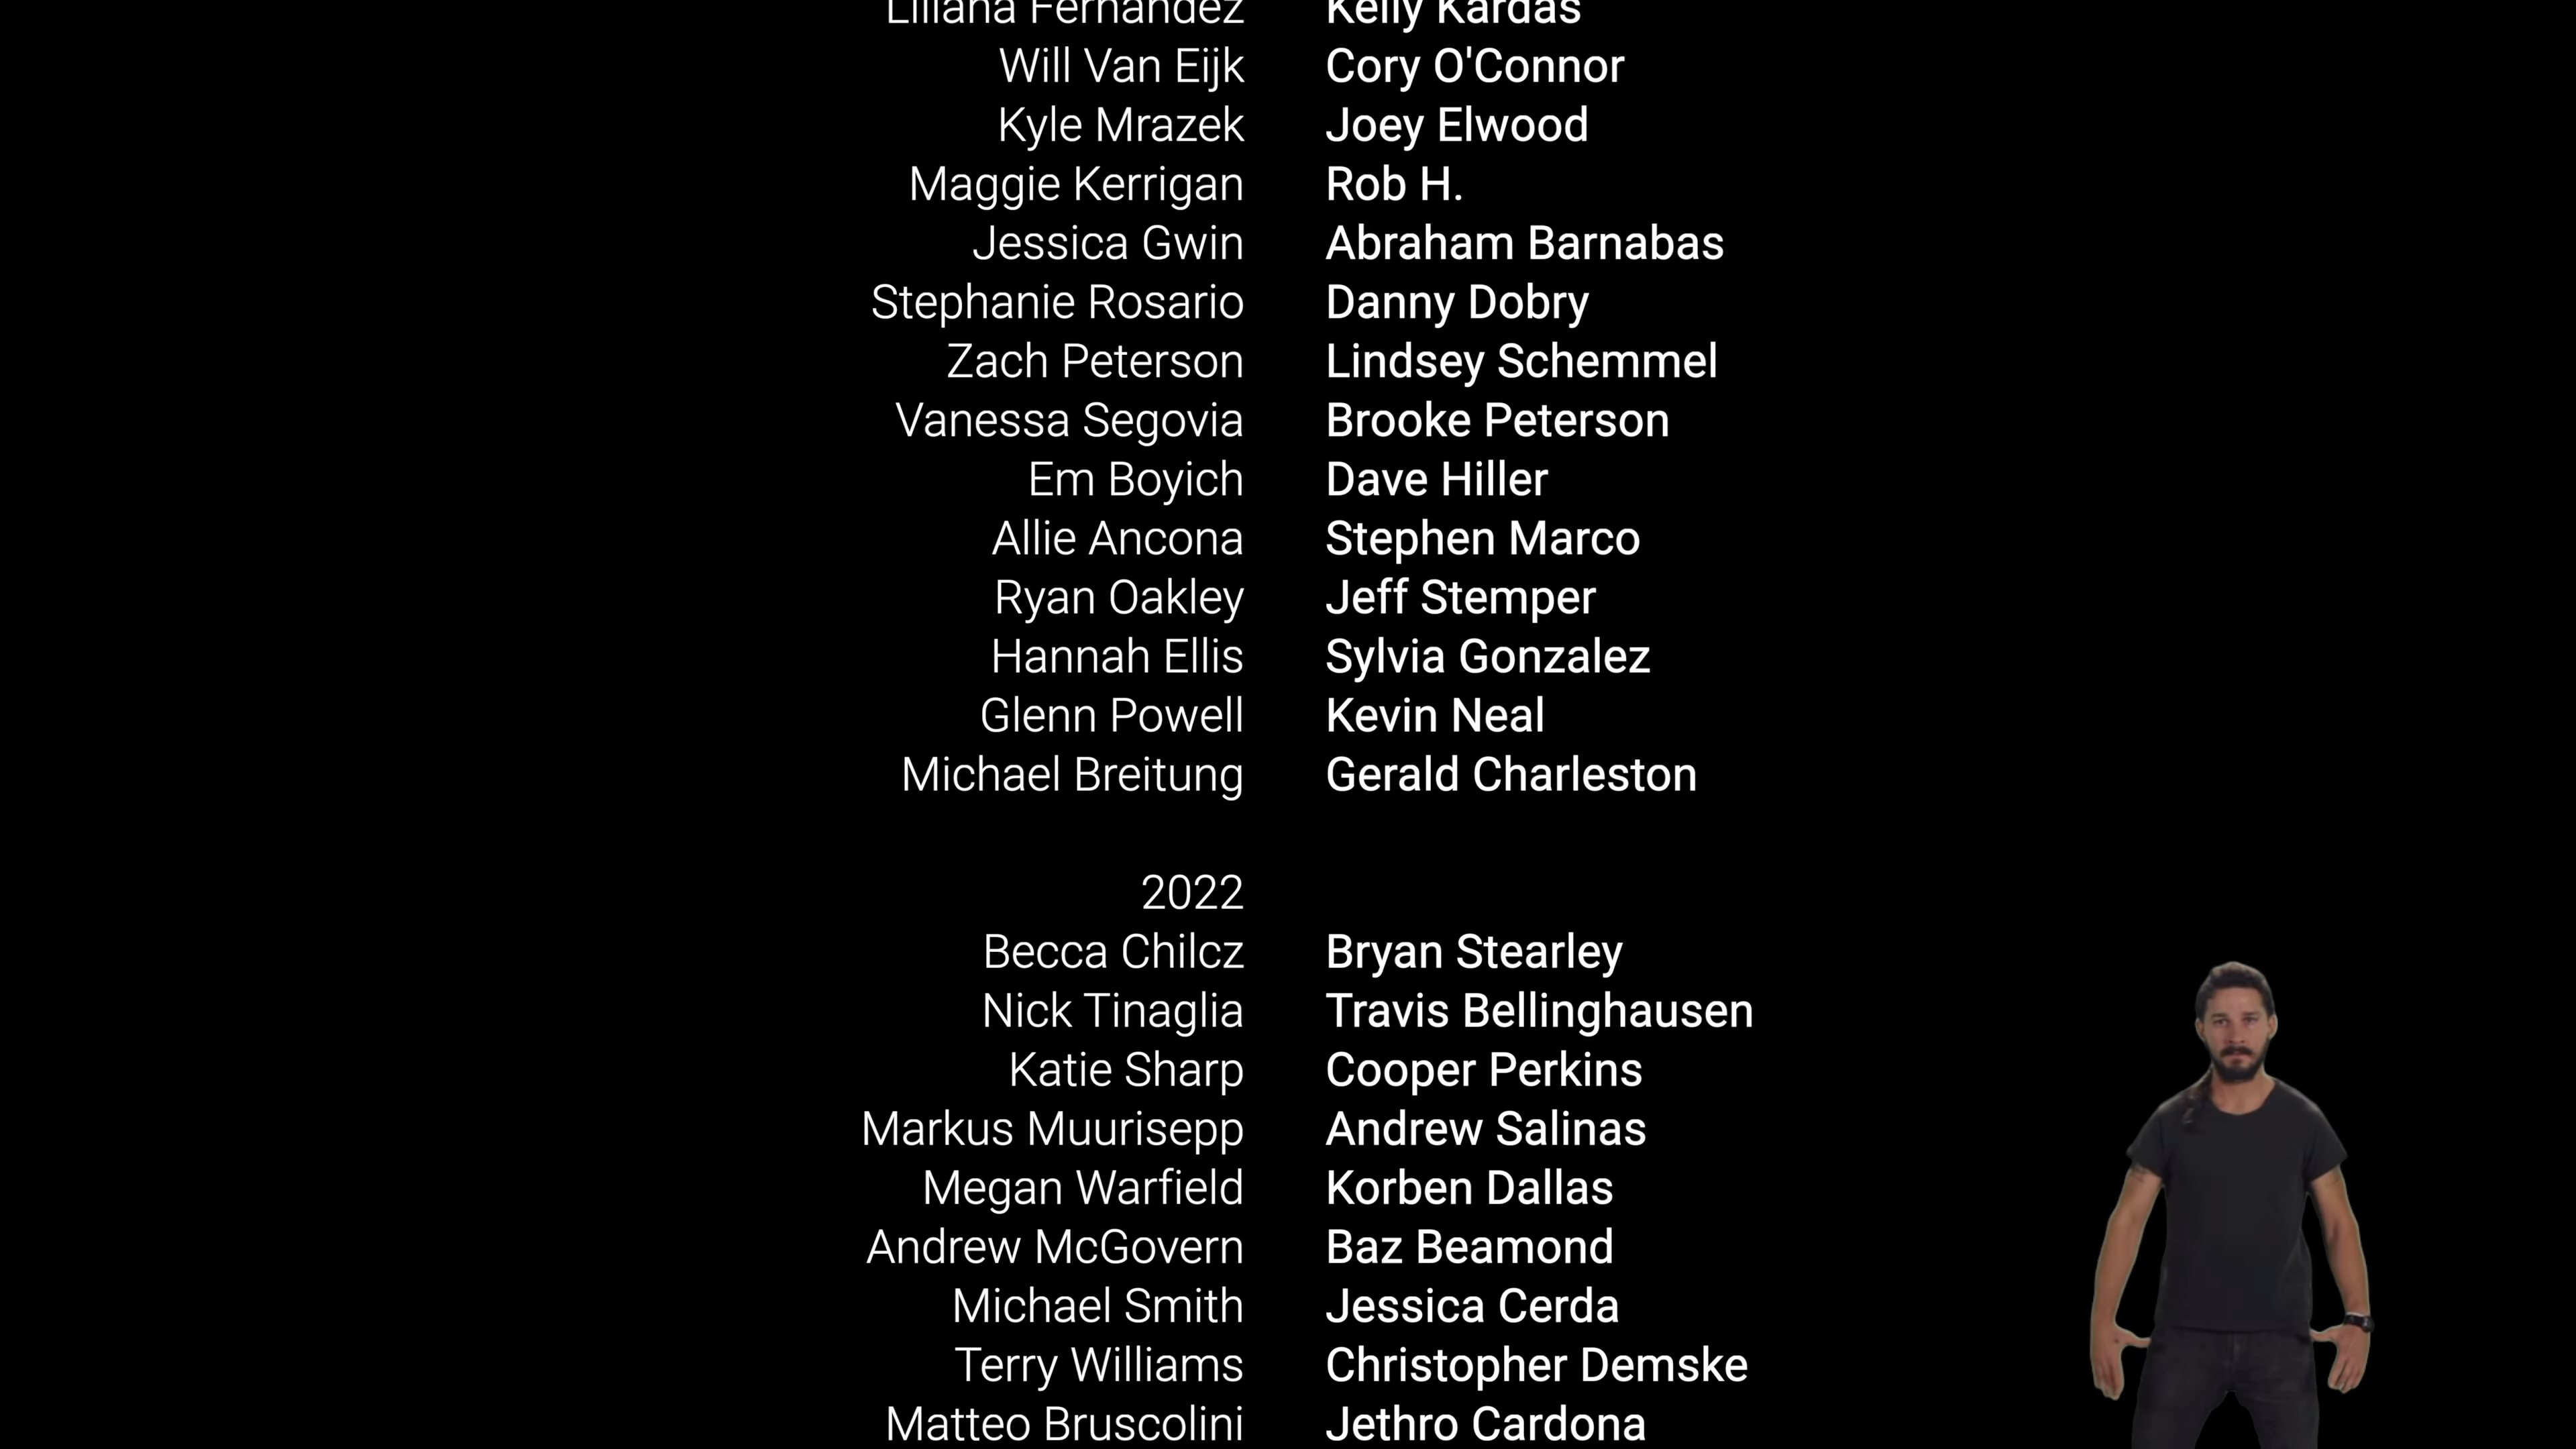 Liliana Fernandez Kelly Kardas
Will Van Eijk Cory O'Connor
Kyle Mrazek Joey Elwood
Maggie Kerrigan Rob H.
Jessica Gwin Abraham Barnabas
Stephanie Rosario Danny Dobry
Zach Peterson Lindsey Schemmel
Vanessa Segovia Brooke Peterson
Em Boyich Dave Hiller
Allie Ancona Stephen Marco
Ryan Oakley Jeff Stemper
Hannah Ellis Sylvia Gonzalez
Glenn Powell Kevin Neal
Michael Breitung Gerald Charleston
2022
Becca Chilcz Bryan Stearley
Nick Tinaglia Travis Bellinghausen
Katie Sharp Cooper Perkins
Markus Muurisepp Andrew Salinas
Megan Warfield Korben Dallas
Andrew McGovern Baz Beamond
Michael Smith Jessica Cerda
Terry Williams Christopher Demske
Matteo Bruscolini Jethro Cardona